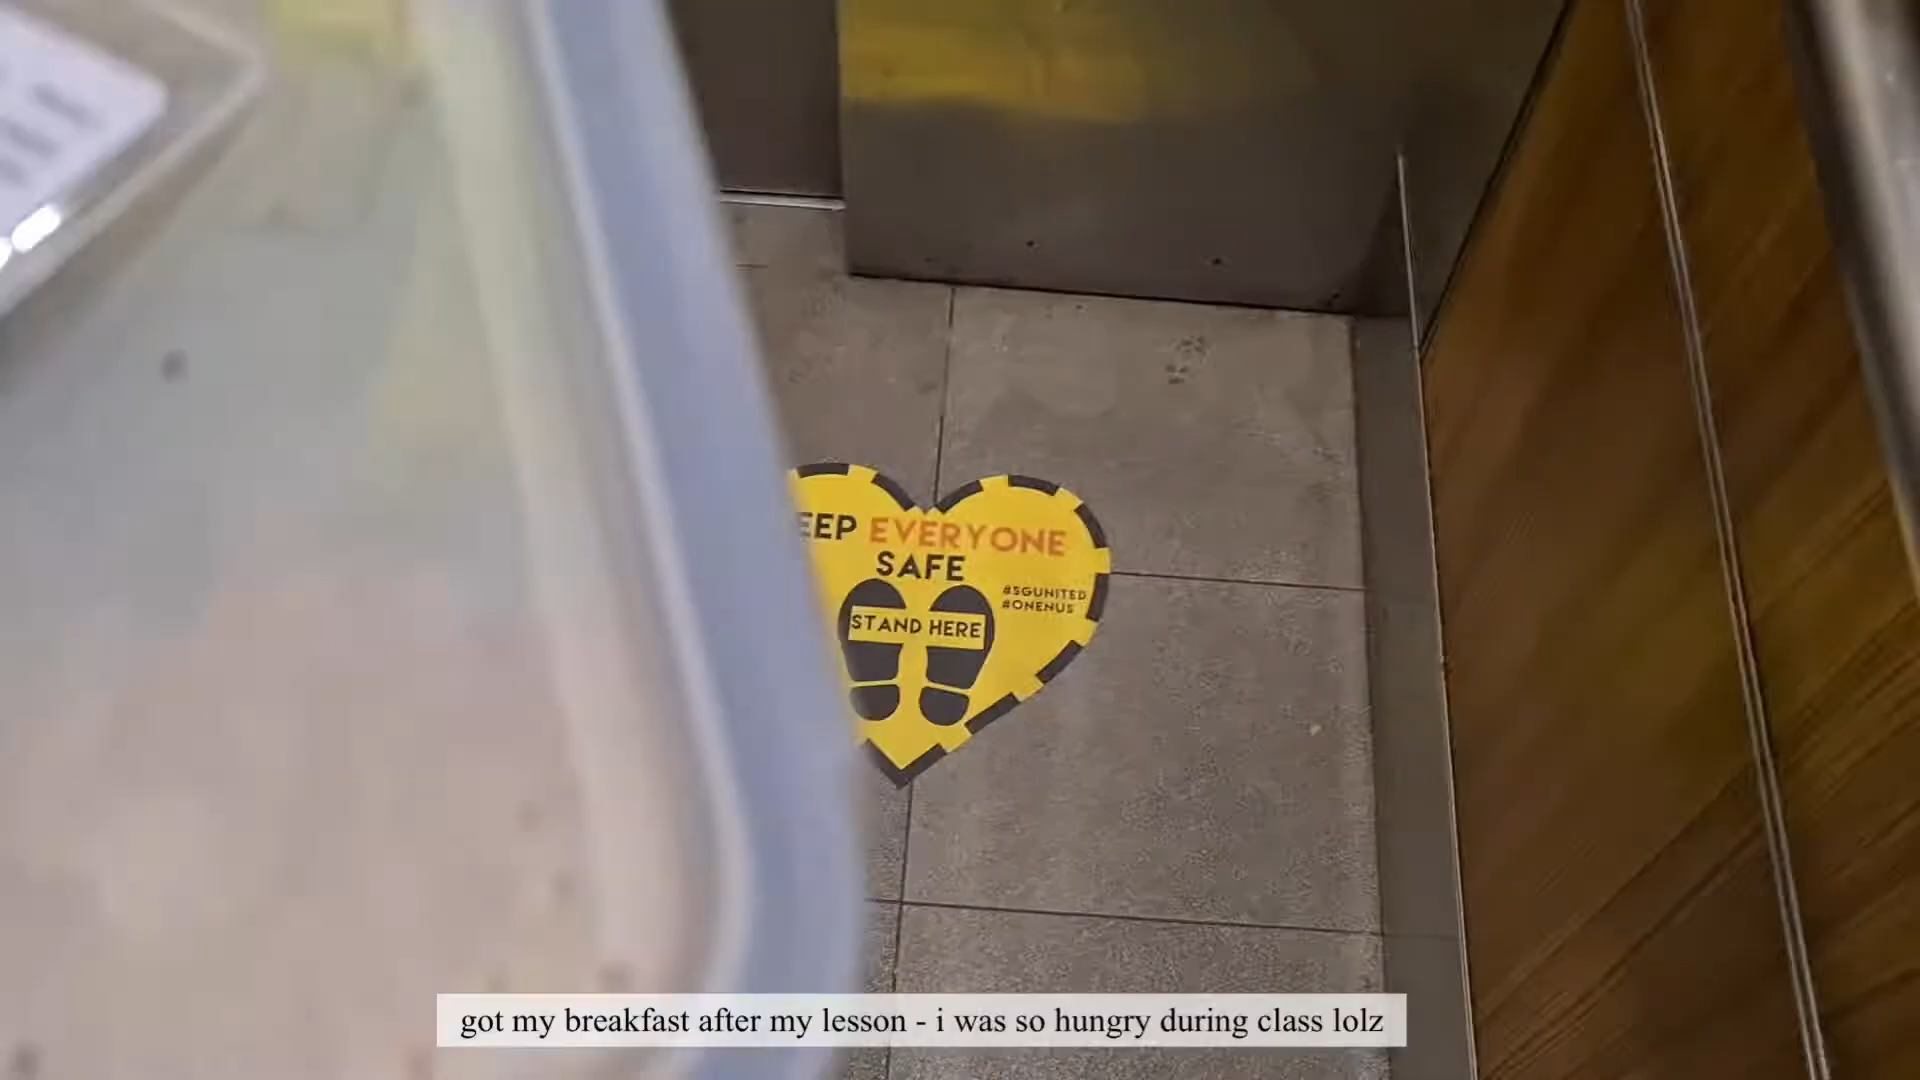 EEP EVERYONE
SAFE
#SGUNITED
#ONENUS
STAND HERE
got my breakfast after my lesson - i was so hungry during class lolz